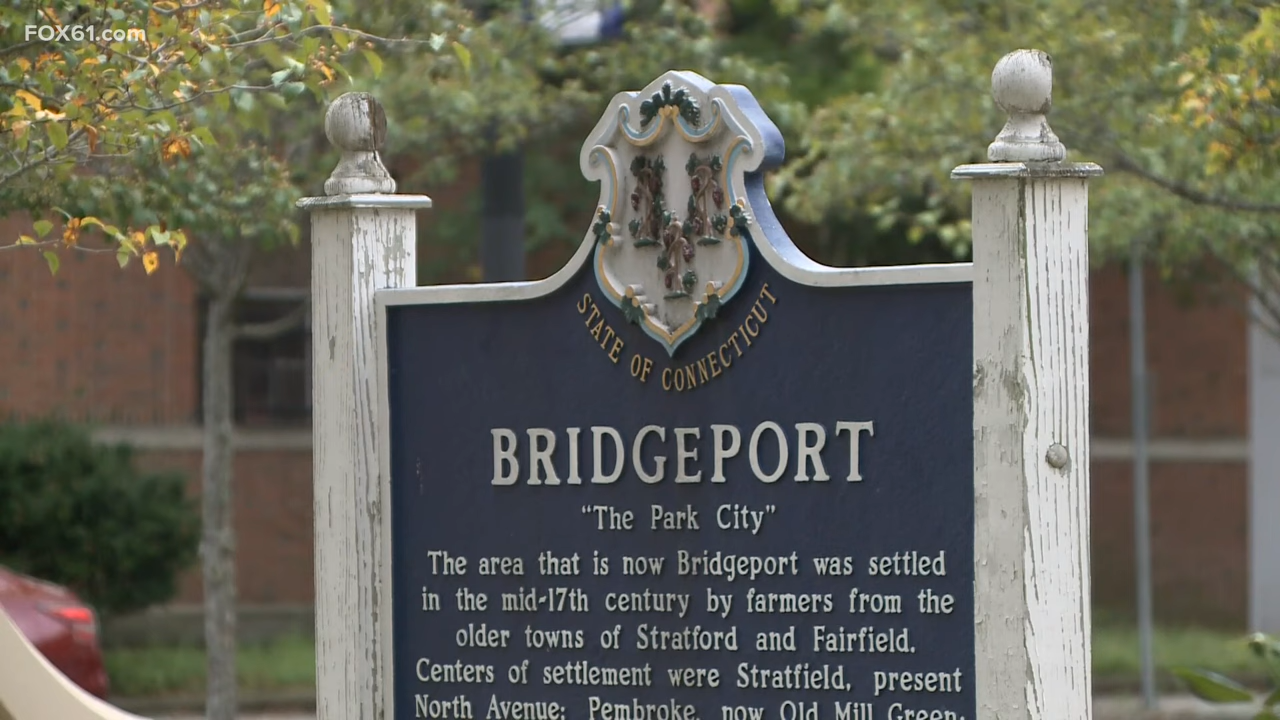 FOX61.com
STATE OF CONNECTICUT
BRIDGEPORT
"The Park City"
The area that is now Bridgeport was settled
in the mid-17th century by farmers from the
older towns of Stratford and Fairfield.
Centers of settlement were Stratfield, present
North Avenue; Pembroke, now Old Mill Green;